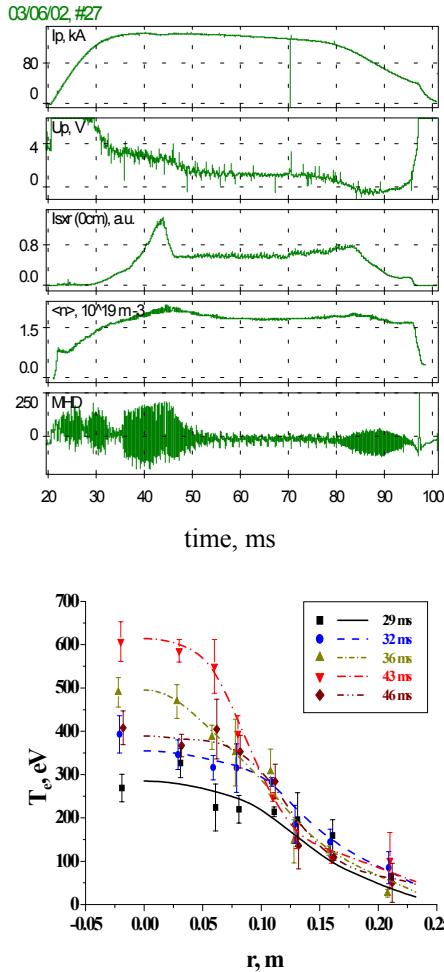 03/06/02, #27
Ip, kA
80
0
Up, V
4
0
Isxr (0cm), a.u.
0.8
0.0
<n>, 10^19 m-3
1.5
0.0
MHD
250
0
20 30 40 50 60 70 80 90 100
time, ms
700
600
500
400
300
200
100
0
Te, eV
29 ms
32 ms
36 ms
43 ms
46 ms
-0.05 0.00 0.05 0.10 0.15 0.20 0.25
r, m